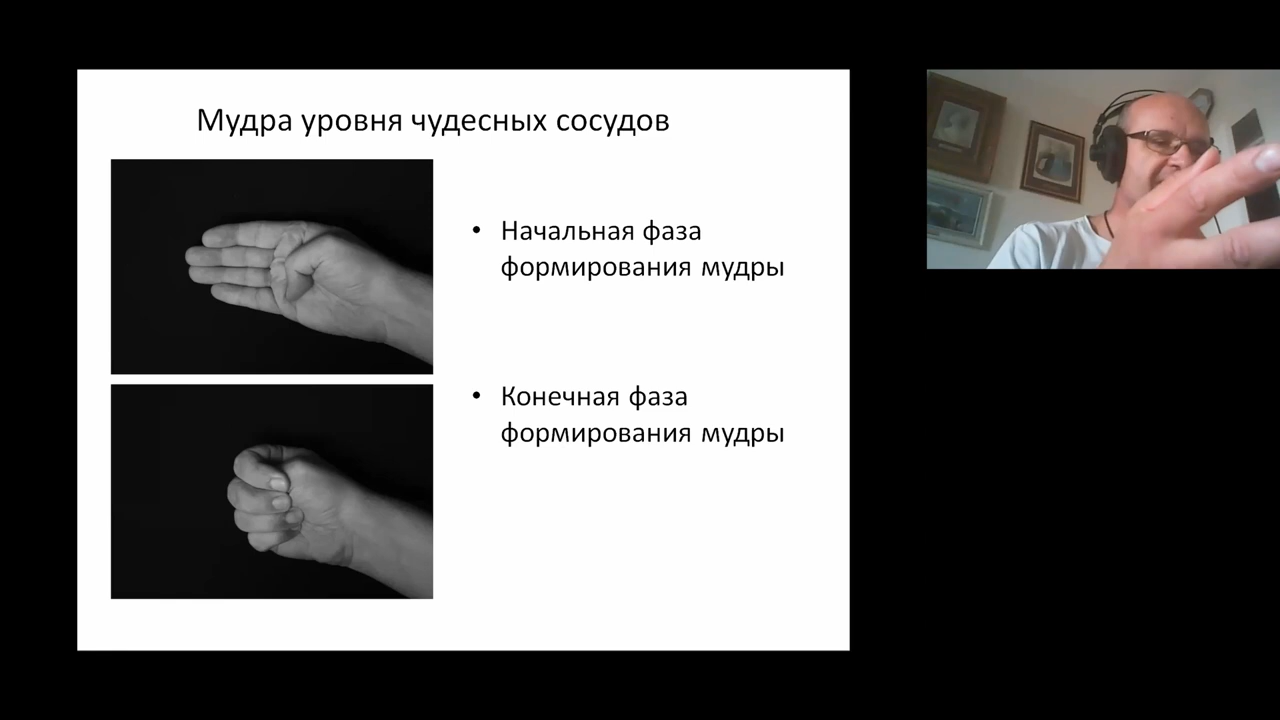 Мудра уровня чудесных сосудов
• Начальная фаза
формирования мудры
• Конечная фаза
формирования мудры